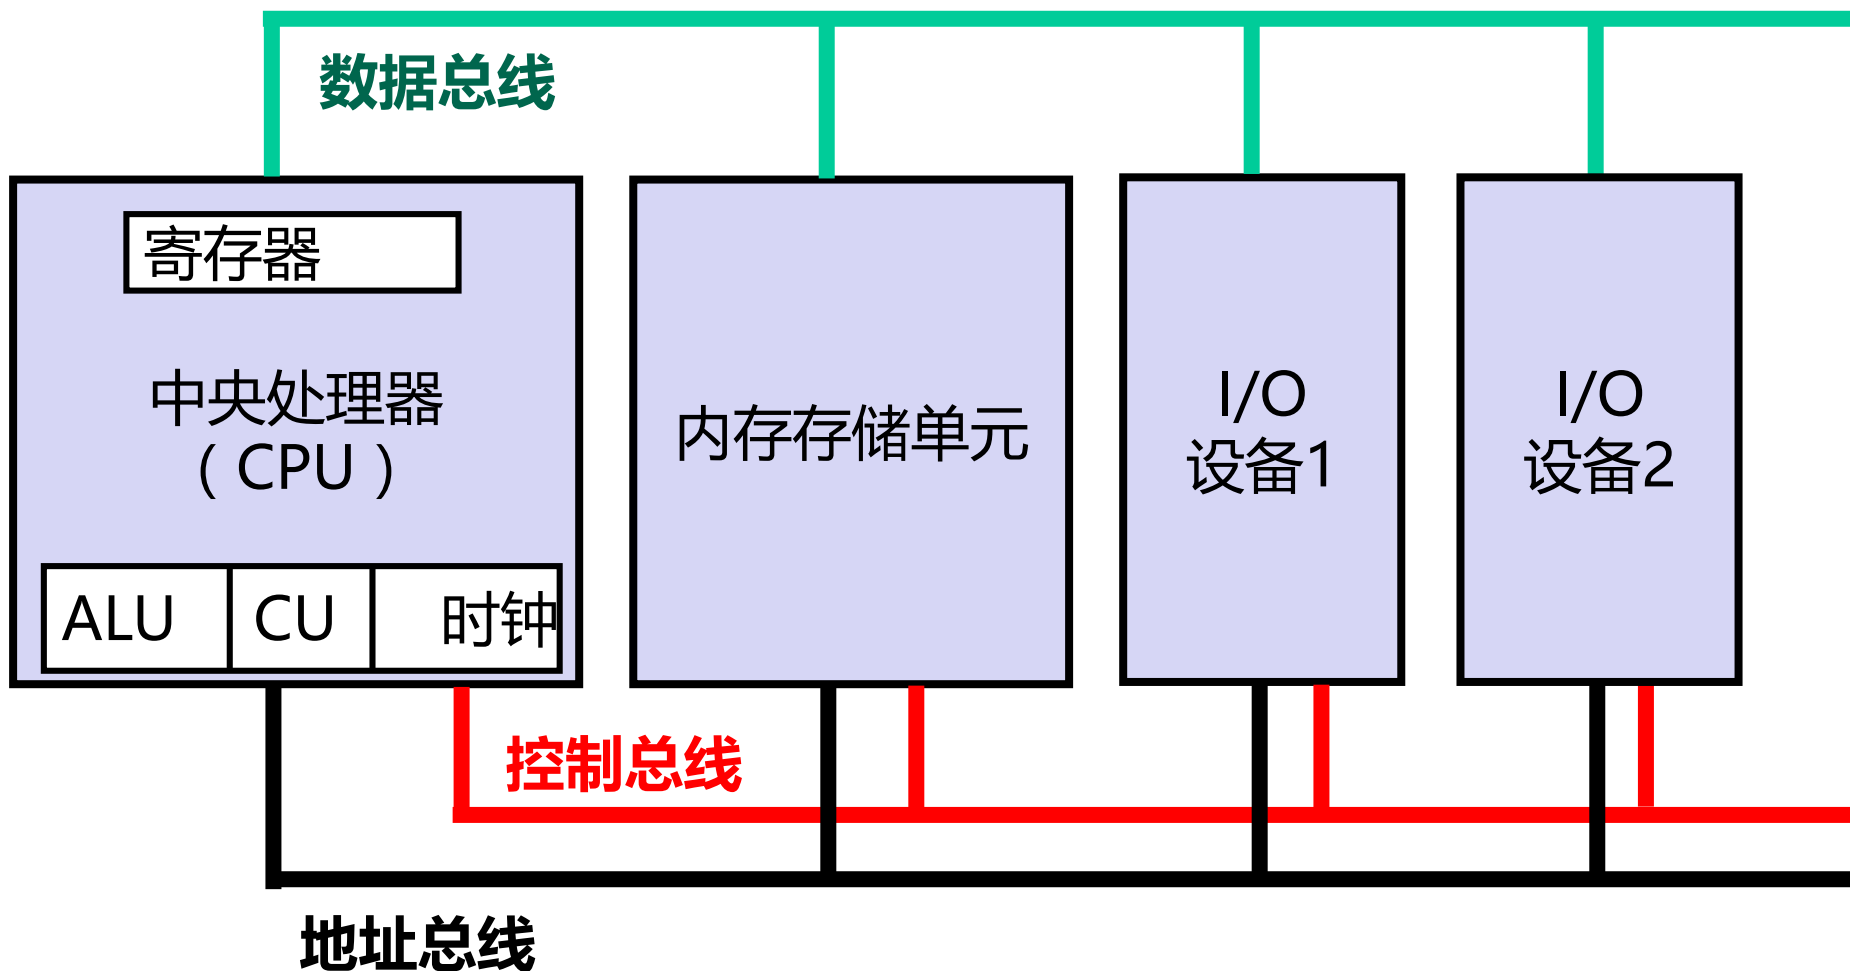 数据总线
寄存器
中央处理器
（CPU）
ALU
CU
时钟
内存存储单元
I/O
设备1
I/O
设备2
控制总线
地址总线